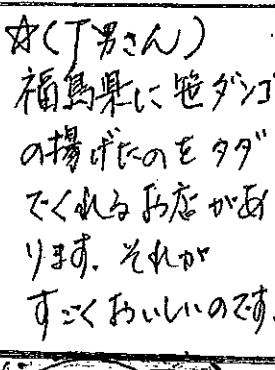 ☆(丁男さん)
福島県に笹ダンゴ
の揚げたのをタダ
でくれるお店があ
ります。それが
すごくおいしいのです。